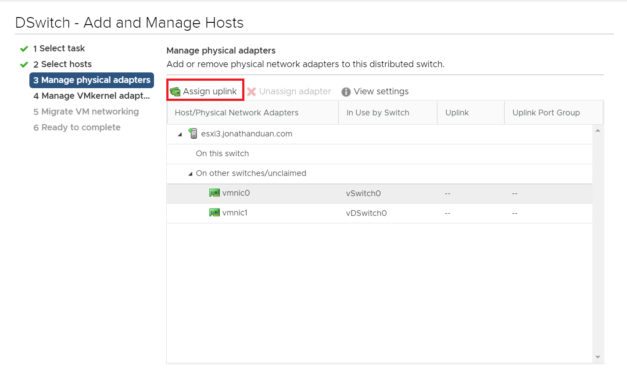 DSwitch - Add and Manage Hosts
1 Select task
2 Select hosts
3 Manage physical adapters
4 Manage VMkernel adapt...
5 Migrate VM networking
6 Ready to complete
Manage physical adapters
Add or remove physical network adapters to this distributed switch.
Assign uplink Unassign adapter View settings
Host/Physical Network Adapters In Use by Switch Uplink Uplink Port Group
esxi3.jonathanduan.com
On this switch
On other switches/unclaimed
vmnic0 vSwitch0 -- --
vmnic1 vDSwitch0 -- --